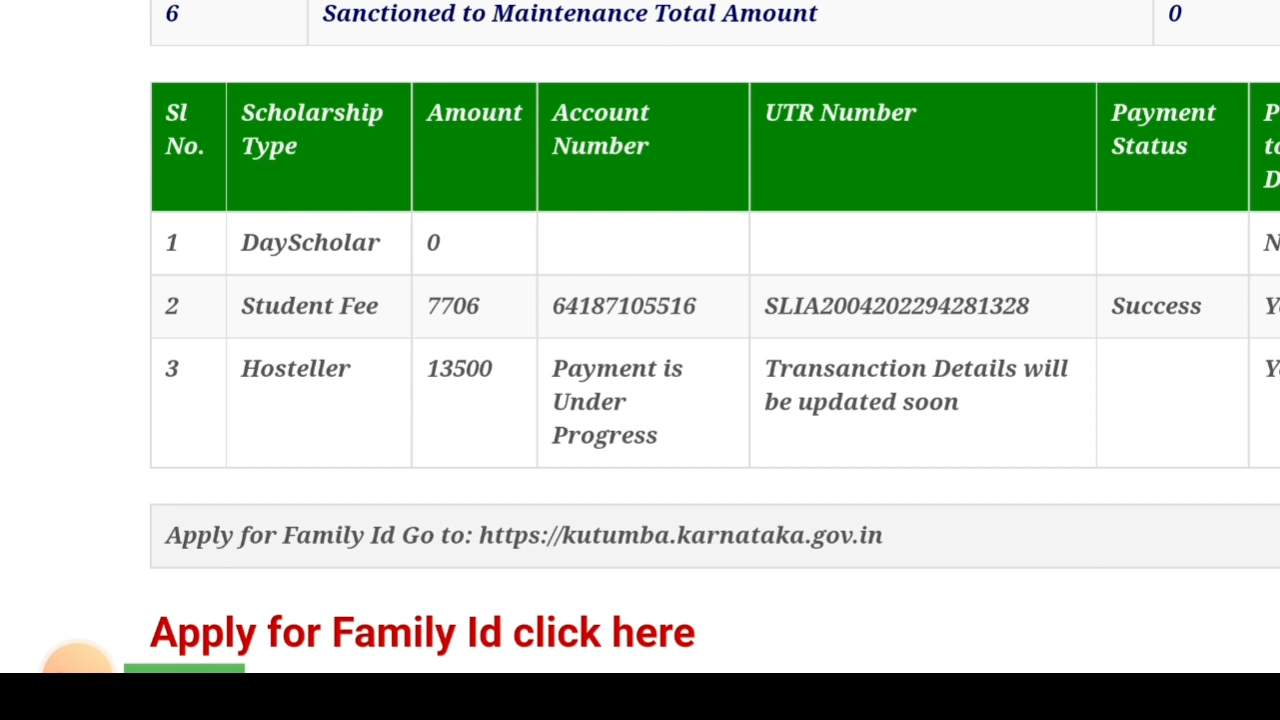 6 Sanctioned to Maintenance Total Amount 0
Sl Scholarship Amount Account UTR Number Payment
No. Type Number Status
1 DayScholar 0
2 Student Fee 7706 64187105516 SLIA2004202294281328 Success
3 Hosteller 13500 Payment is Transanction Details will
Under be updated soon
Progress
Apply for Family Id Go to: https://kutumba.karnataka.gov.in
Apply for Family Id click here